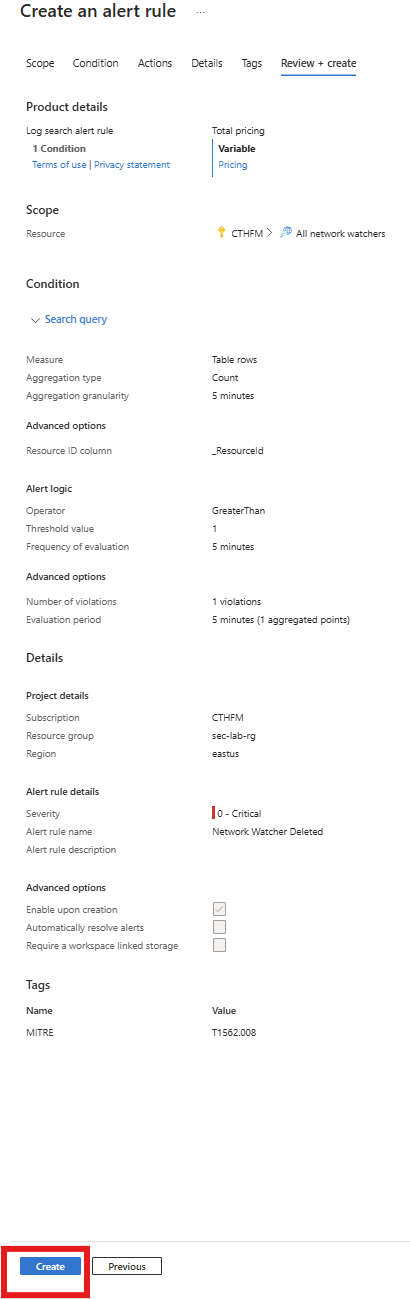 Create an alert rule ...
Scope Condition Actions Details Tags Review + create
Product details
Log search alert rule Total pricing
1 Condition Variable
Terms of use | Privacy statement Pricing
Scope
Resource CTHFM > All network watchers
Condition
Search query
Measure Table rows
Aggregation type Count
Aggregation granularity 5 minutes
Advanced options
Resource ID column _ResourceId
Alert logic
Operator GreaterThan
Threshold value 1
Frequency of evaluation 5 minutes
Advanced options
Number of violations 1 violations
Evaluation period 5 minutes (1 aggregated points)
Details
Project details
Subscription CTHFM
Resource group sec-lab-rg
Region eastus
Alert rule details
Severity 0 - Critical
Alert rule name Network Watcher Deleted
Alert rule description
Advanced options
Enable upon creation
Automatically resolve alerts
Require a workspace linked storage
Tags
Name Value
MITRE T1562.008
Create Previous